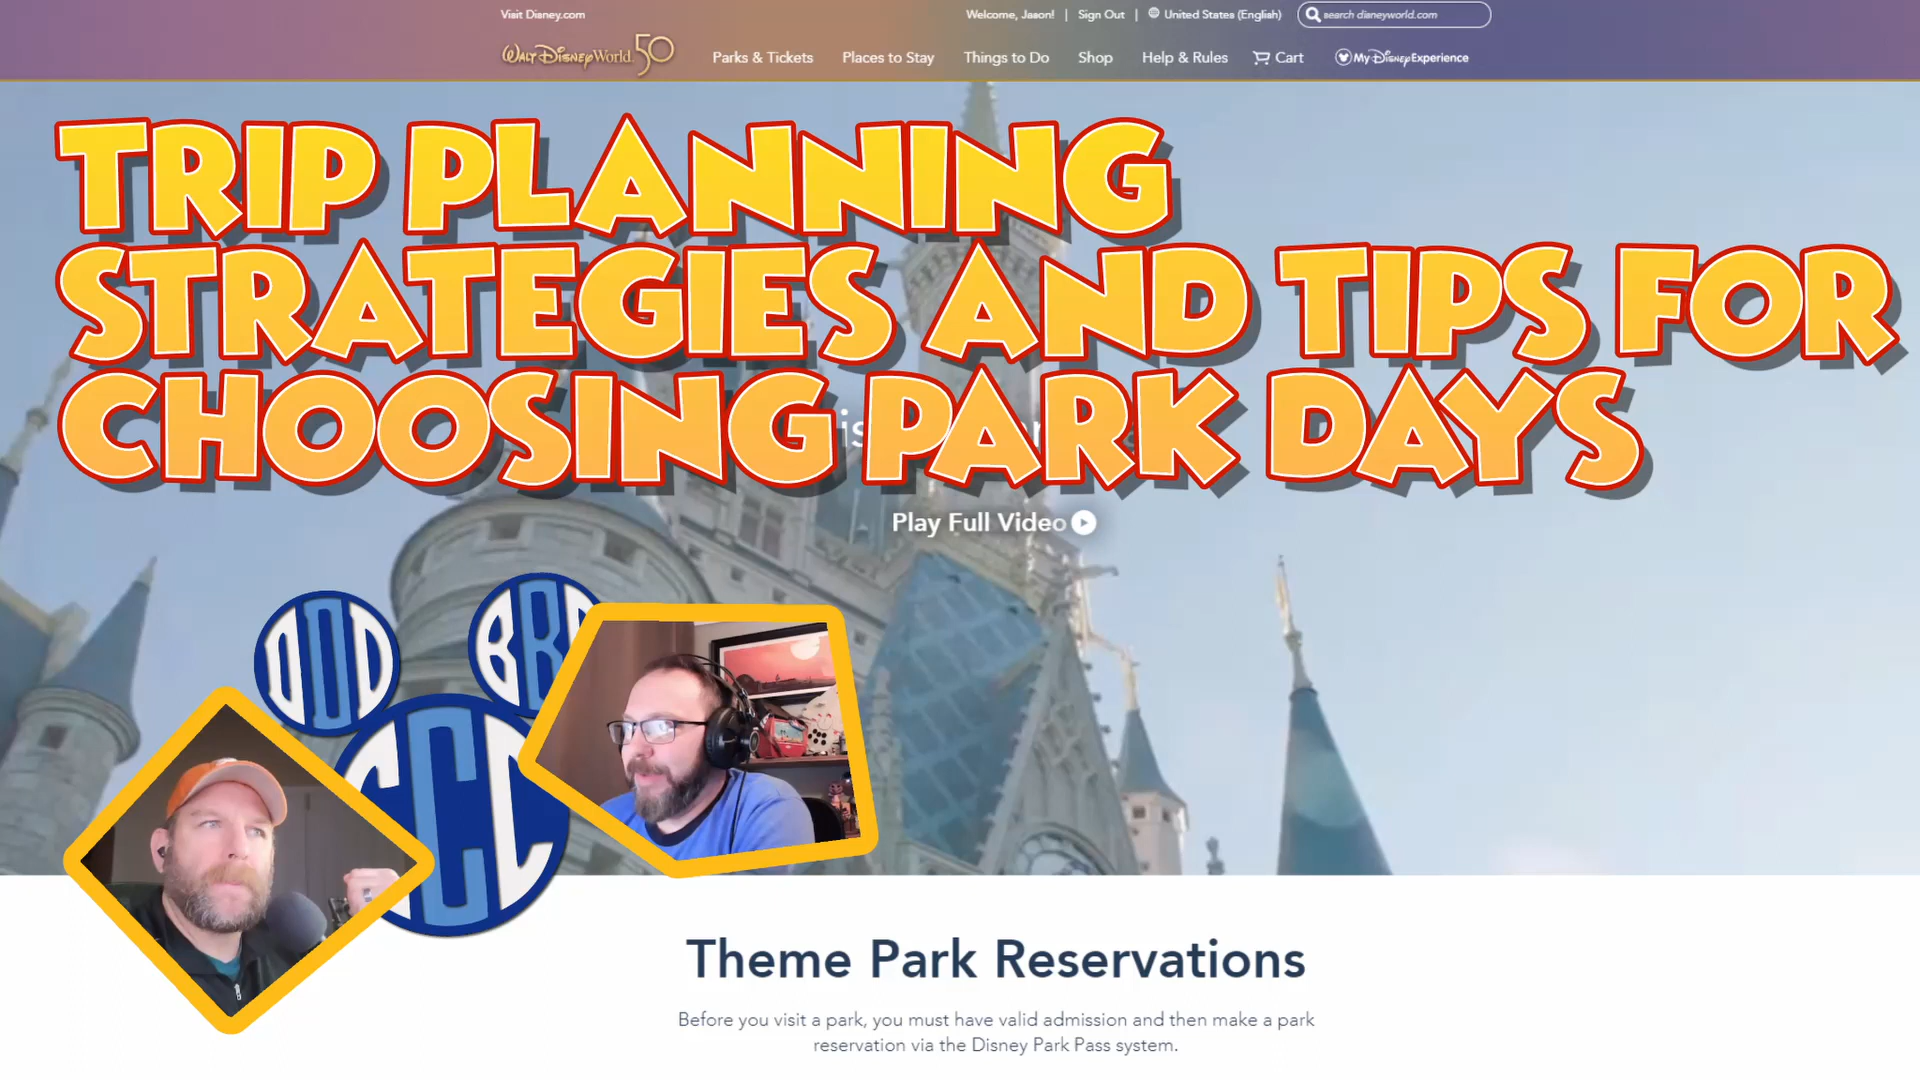 Visit Disney.com
Welcome, Jason! | Sign Out | United States (English)
search disneyworld.com
WALT DISNEY World. 50
Parks & Tickets
Places to Stay
Things to Do
Shop
Help & Rules
Cart
My Disney Experience
TRIP PLANNING
STRATEGIES AND TIPS FOR
CHOOSING PARK DAYS
Play Full Video
DDD
CCC
Theme Park Reservations
Before you visit a park, you must have valid admission and then make a park
reservation via the Disney Park Pass system.